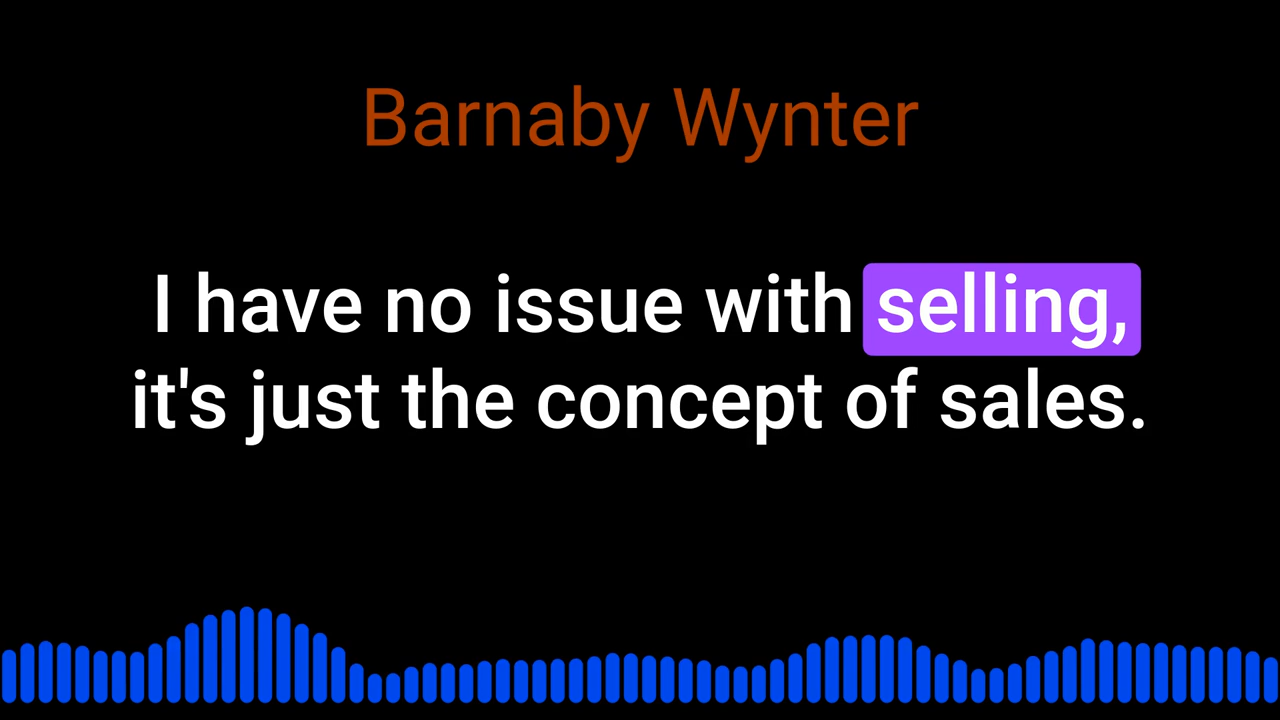 Barnaby Wynter
I have no issue with selling,
it's just the concept of sales.